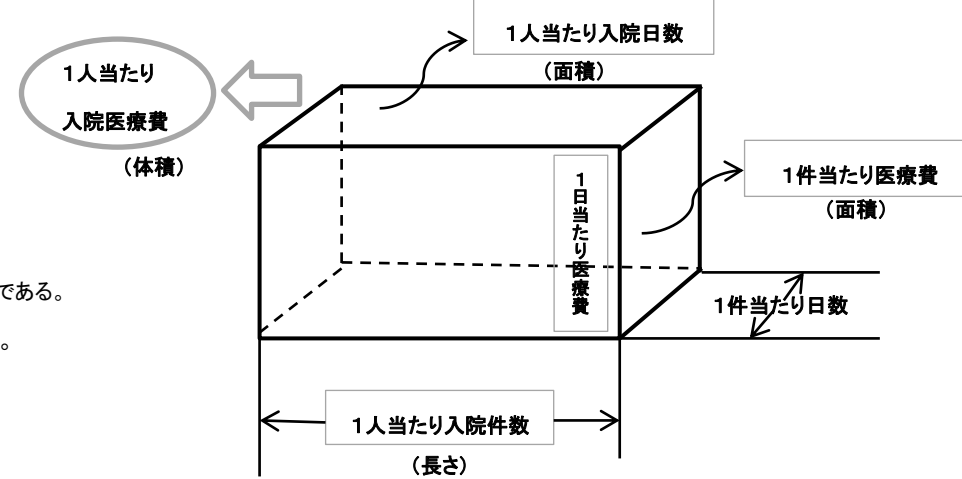 1人当たり入院日数
（面積）
1人当たり
入院医療費
（体積）
1日当たり医療費
1件当たり医療費
（面積）
である。
1件当たり日数
。
1人当たり入院件数
（長さ）